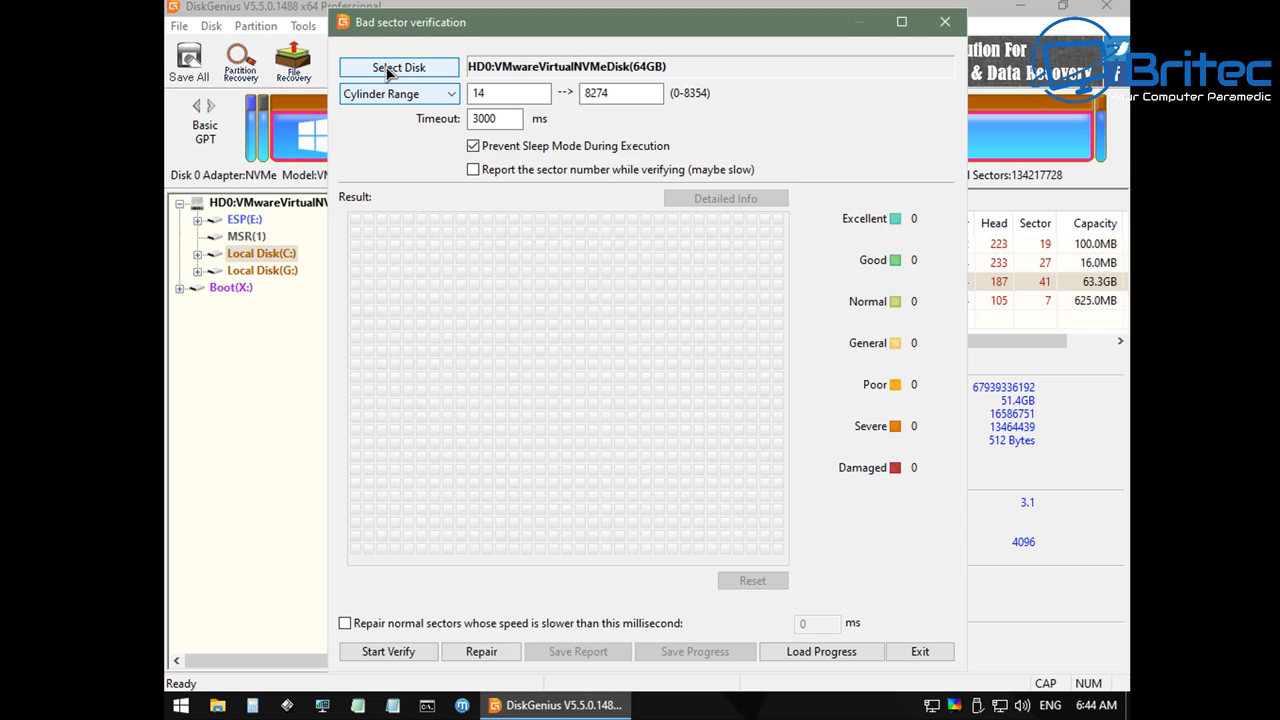 DiskGenius V5.5.0.1488 x64 Professional
File Disk Partition Tools
Save All
Partition Recovery
File Recovery
Basic
GPT
Disk 0 Adapter:NVMe Model:VM
HD0:VMwareVirtualNV
ESP(E:)
MSR(1)
Local Disk(C:)
Local Disk(G:)
Boot(X:)
Bad sector verification
Select Disk HD0:VMwareVirtualNVMeDisk(64GB)
Cylinder Range 14 --> 8274 (0-8354)
Timeout: 3000 ms
Prevent Sleep Mode During Execution
Report the sector number while verifying (maybe slow)
Result: Detailed Info
Excellent 0
Good 0
Normal 0
General 0
Poor 0
Severe 0
Damaged 0
Reset
Repair normal sectors whose speed is slower than this millisecond: 0 ms
Start Verify Repair Save Report Save Progress Load Progress Exit
ution For
& Data Recovery
Britec
Your Computer Paramedic
Sectors:134217728
Head Sector Capacity
223 19 100.0MB
233 27 16.0MB
187 41 63.3GB
105 7 625.0MB
67939336192
51.4GB
16586751
13464439
512 Bytes
3.1
4096
Ready CAP NUM
DiskGenius V5.5.0.148... ENG 6:44 AM